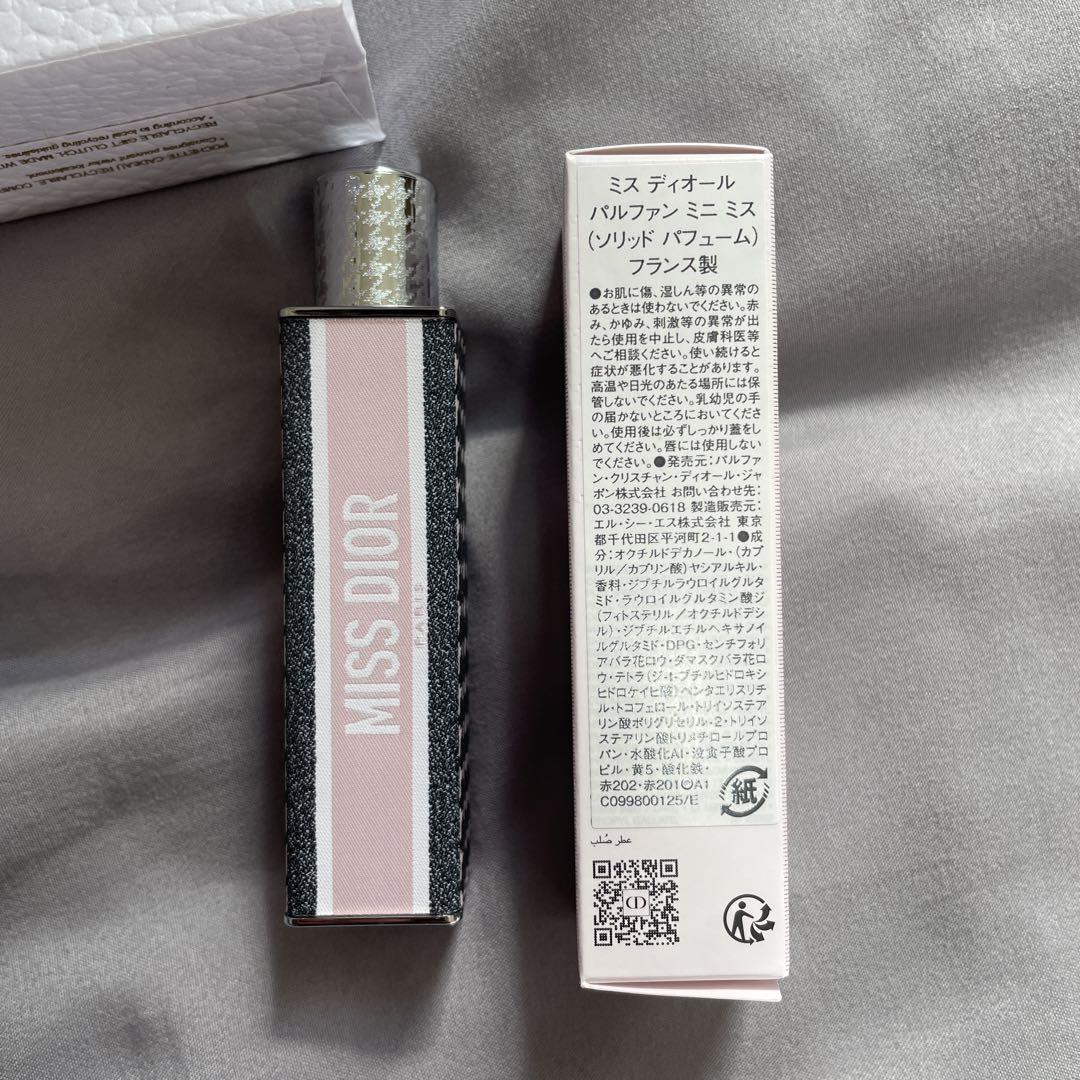 * According to local recycling guidelines.
RECYCLABLE GIFT CLUTCH. MADE WI
* Consignes pouvant varier localement.
POCHETTE-CADEAU RECYCLABLE COMP
MISS DIOR
PARIS
ミス ディオール
パルファン ミニ ミス
(ソリッド パフューム)
フランス製
●お肌に傷、湿しん等の異常の
あるときは使わないでください。赤
み、かゆみ、刺激等の異常が出
たら使用を中止し、皮膚科医等
へご相談ください。使い続けると
症状が悪化することがあります。
高温や日光のあたる場所には保
管しないでください。乳幼児の手
の届かないところにおいてくださ
い。使用後は必ずしっかり蓋をし
めてください。唇には使用しない
でください。●発売元:パルファ
ン・クリスチャン・ディオール・ジャ
ポン株式会社 お問い合わせ先:
03-3239-0618 製造販売元:
エル・シー・エス株式会社 東京
都千代田区平河町2-1-1●成
分:オクチルドデカノール・(カプ
リル/カプリン酸)ヤシアルキル・
香料・ジブチルラウロイルグルタ
ミド・ラウロイルグルタミン酸ジ
(フィトステリル/オクチルドデシ
ル)・ジブチルエチルヘキサノイ
ルグルタミド・DPG・センチフォリ
アバラ花ロウ・ダマスクバラ花ロ
ウ・テトラ(ジ-t-ブチルヒドロキシ
ヒドロケイヒ酸)ペンタエリスリチ
ル・トコフェロール・トリイソステア
リン酸ポリグリセリル-2・トリイソ
ステアリン酸トリメチロールプロ
パン・水酸化Al・没食子酸プロ
ピル・黄5・酸化鉄・
赤202・赤201
C099800125/E
紙
عطر صُلب
CD